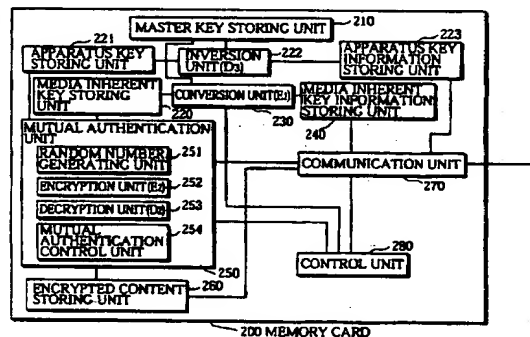 MASTER KEY STORING UNIT
210
221
APPARATUS KEY
STORING UNIT
INVERSION
UNIT(D3)
222
223
APPARATUS KEY
INFORMATION
STORING UNIT
MEDIA INHERENT
KEY STORING
UNIT
220
CONVERSION UNIT(E1)
230
MEDIA INHERENT
KEY INFORMATION
STORING UNIT
240
MUTUAL AUTHENTICATION
UNIT
RANDOM NUMBER
GENERATING UNIT
251
ENCRYPTION UNIT(E2)
252
DECRYPTION UNIT(D2)
253
MUTUAL
AUTHENTICATION
CONTROL UNIT
254
250
COMMUNICATION UNIT
270
280
CONTROL UNIT
ENCRYPTED CONTENT
STORING UNIT
260
200 MEMORY CARD